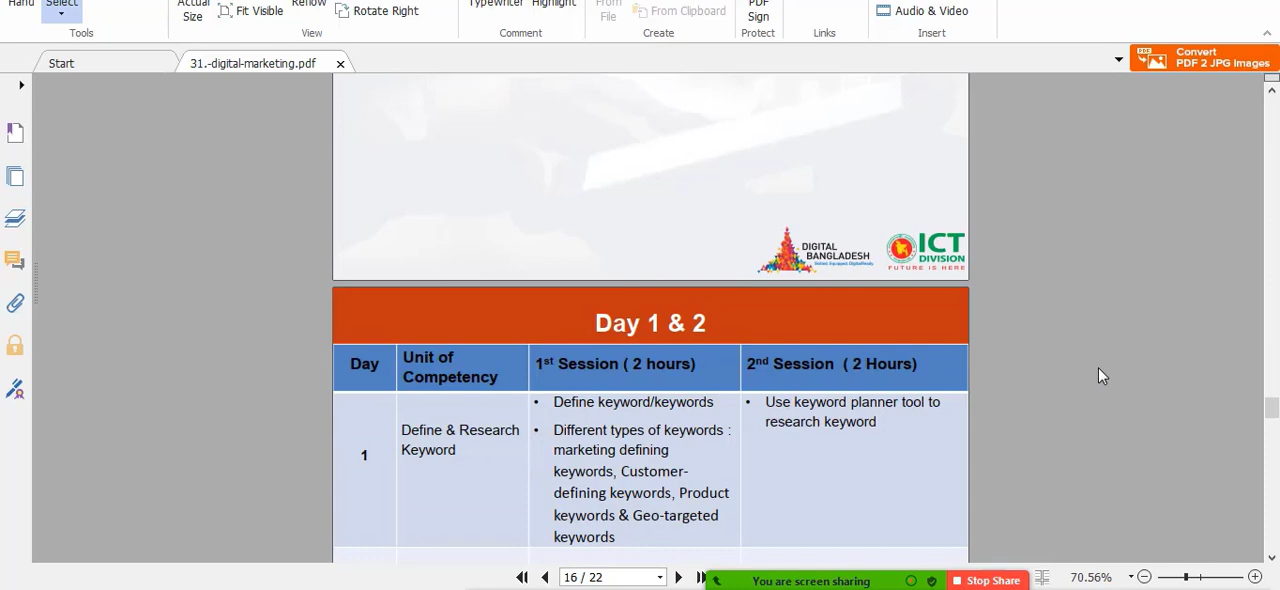 Hand
Select
Actual
Size
Fit Visible
Reflow
Rotate Right
Typewriter
Highlight
From
File
From Clipboard
PDF
Sign
Audio & Video
Tools
View
Comment
Create
Protect
Links
Insert
Start
31.-digital-marketing.pdf
Convert
PDF 2 JPG Images
DIGITAL
BANGLADESH
ICT
DIVISION
FUTURE IS HERE
Day 1 & 2
Day
Unit of
Competency
1st Session ( 2 hours)
2nd Session ( 2 Hours)
1
Define & Research
Keyword
• Define keyword/keywords
• Different types of keywords :
marketing defining
keywords, Customer-
defining keywords, Product
keywords & Geo-targeted
keywords
• Use keyword planner tool to
research keyword
16 / 22
You are screen sharing
Stop Share
70.56%